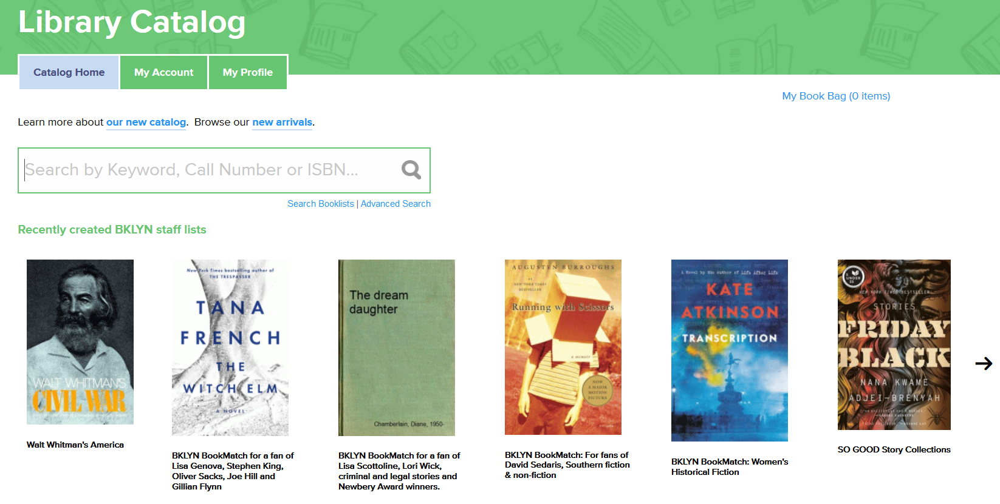 Library Catalog
Catalog Home
My Account
My Profile
My Book Bag (0 items)
Learn more about our new catalog. Browse our new arrivals.
Search by Keyword, Call Number or ISBN...
Search Booklists | Advanced Search
Recently created BKLYN staff lists
WALT WHITMAN'S
CIVIL WAR
Walt Whitman's America
New York Times bestselling author of
THE TRESPASSER
TANA
FRENCH
THE
WITCH ELM
A NOVEL
BKLYN BookMatch for a fan of
Lisa Genova, Stephen King,
Oliver Sacks, Joe Hill and
Gillian Flynn
The dream
daughter
Chamberlain, Diane, 1950-
BKLYN BookMatch for a fan of
Lisa Scottoline, Lori Wick,
criminal and legal stories and
Newbery Award winners.
AUGUSTEN BURROUGHS
#1
NEW YORK TIMES
BESTSELLER
Running with Scissors
a memoir
NOW
A MAJOR
MOTION
PICTURE
BKLYN BookMatch: For fans of
David Sedaris, Southern fiction
& non-fiction
A Novel by the Author of Life After Life
KATE
ATKINSON
TRANSCRIPTION
BKLYN BookMatch: Women's
Historical Fiction
5
UNDER
35
NEW YORK TIMES BESTSELLER
STORIES
FRIDAY
BLACK
NANA KWAME
ADJEI-BRENYAH
SO GOOD Story Collections